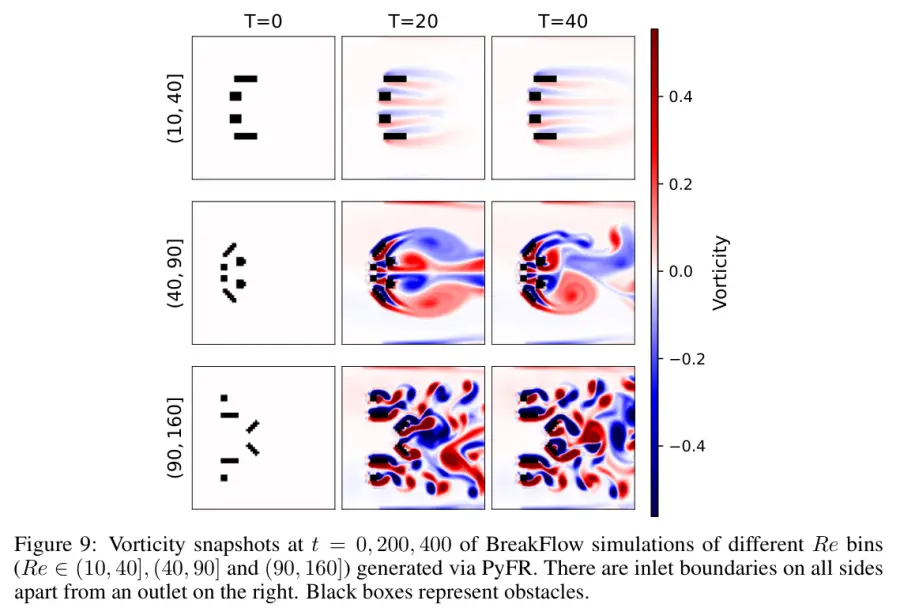 T=0 T=20 T=40
(10, 40]
(40, 90]
(90, 160]
0.4
0.2
0.0
−0.2
−0.4
Vorticity
Figure 9: Vorticity snapshots at t = 0, 200, 400 of BreakFlow simulations of different Re bins
(Re ∈ (10, 40], (40, 90] and (90, 160]) generated via PyFR. There are inlet boundaries on all sides
apart from an outlet on the right. Black boxes represent obstacles.